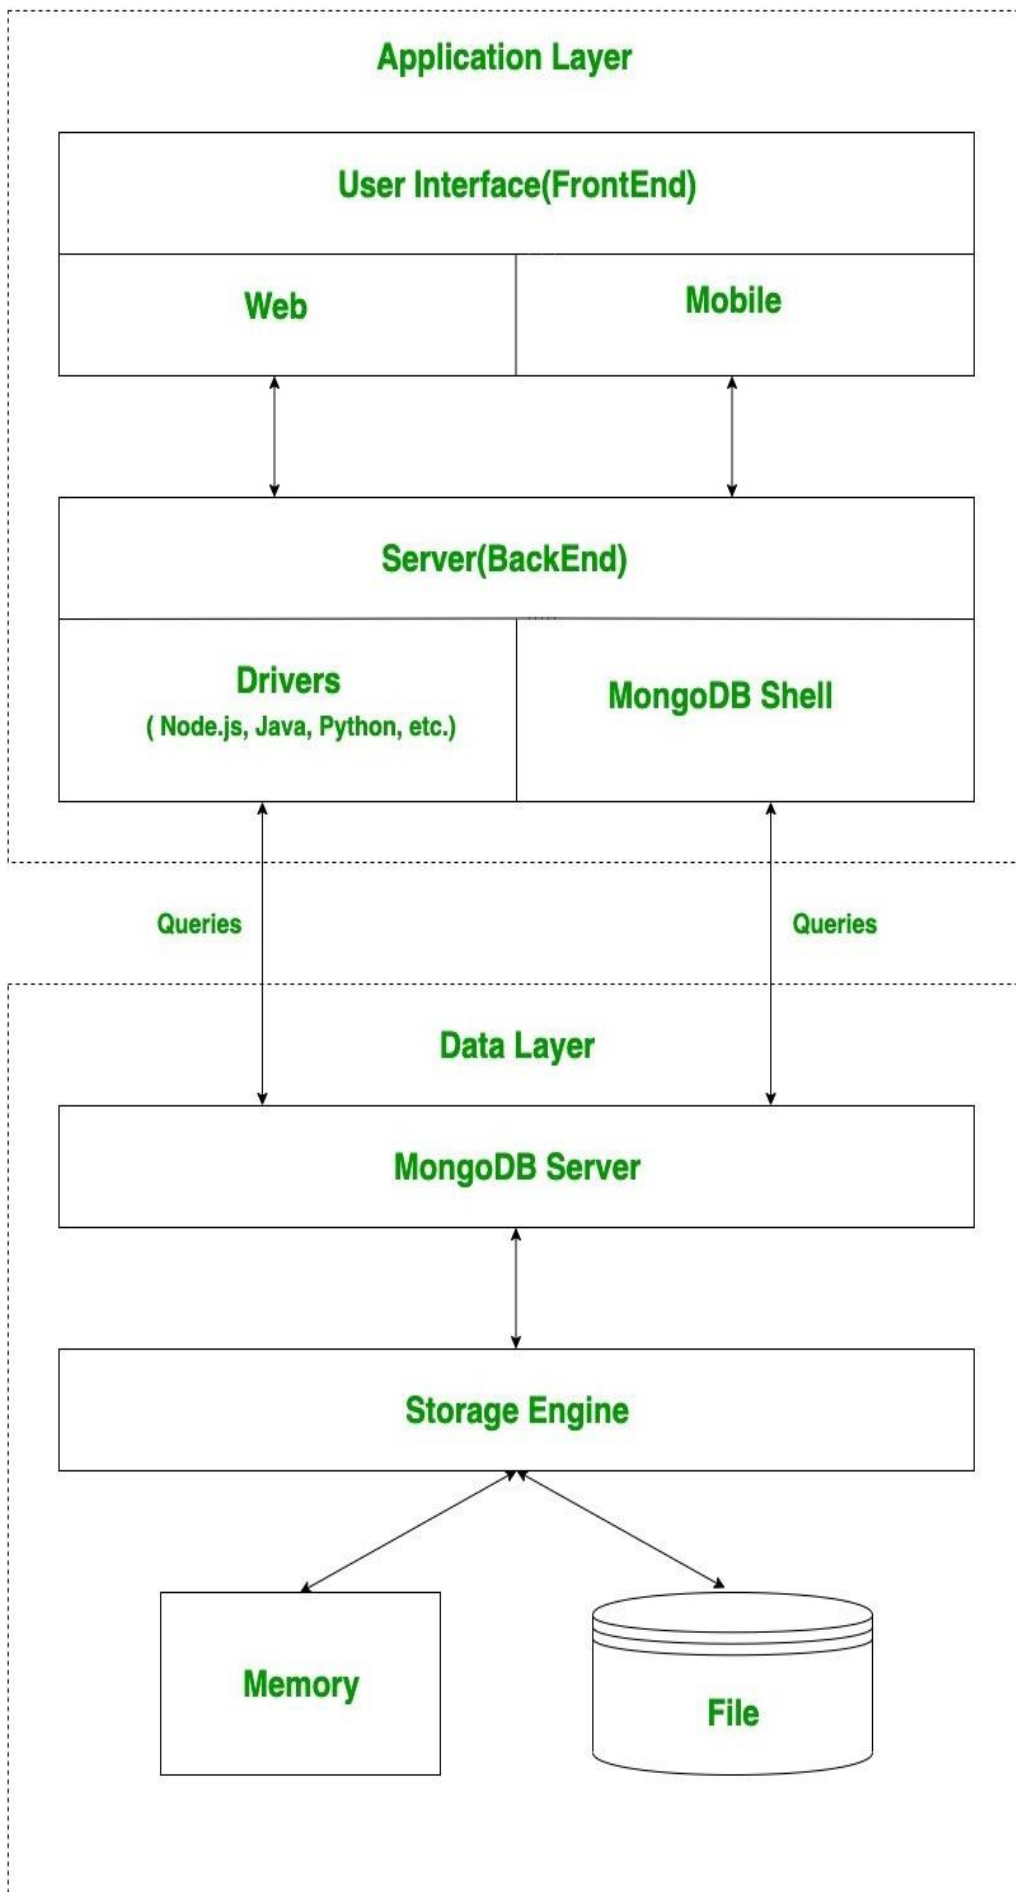 Application Layer
User Interface(FrontEnd)
Web
Mobile
Server(BackEnd)
Drivers
( Node.js, Java, Python, etc.)
MongoDB Shell
Queries
Queries
Data Layer
MongoDB Server
Storage Engine
Memory
File